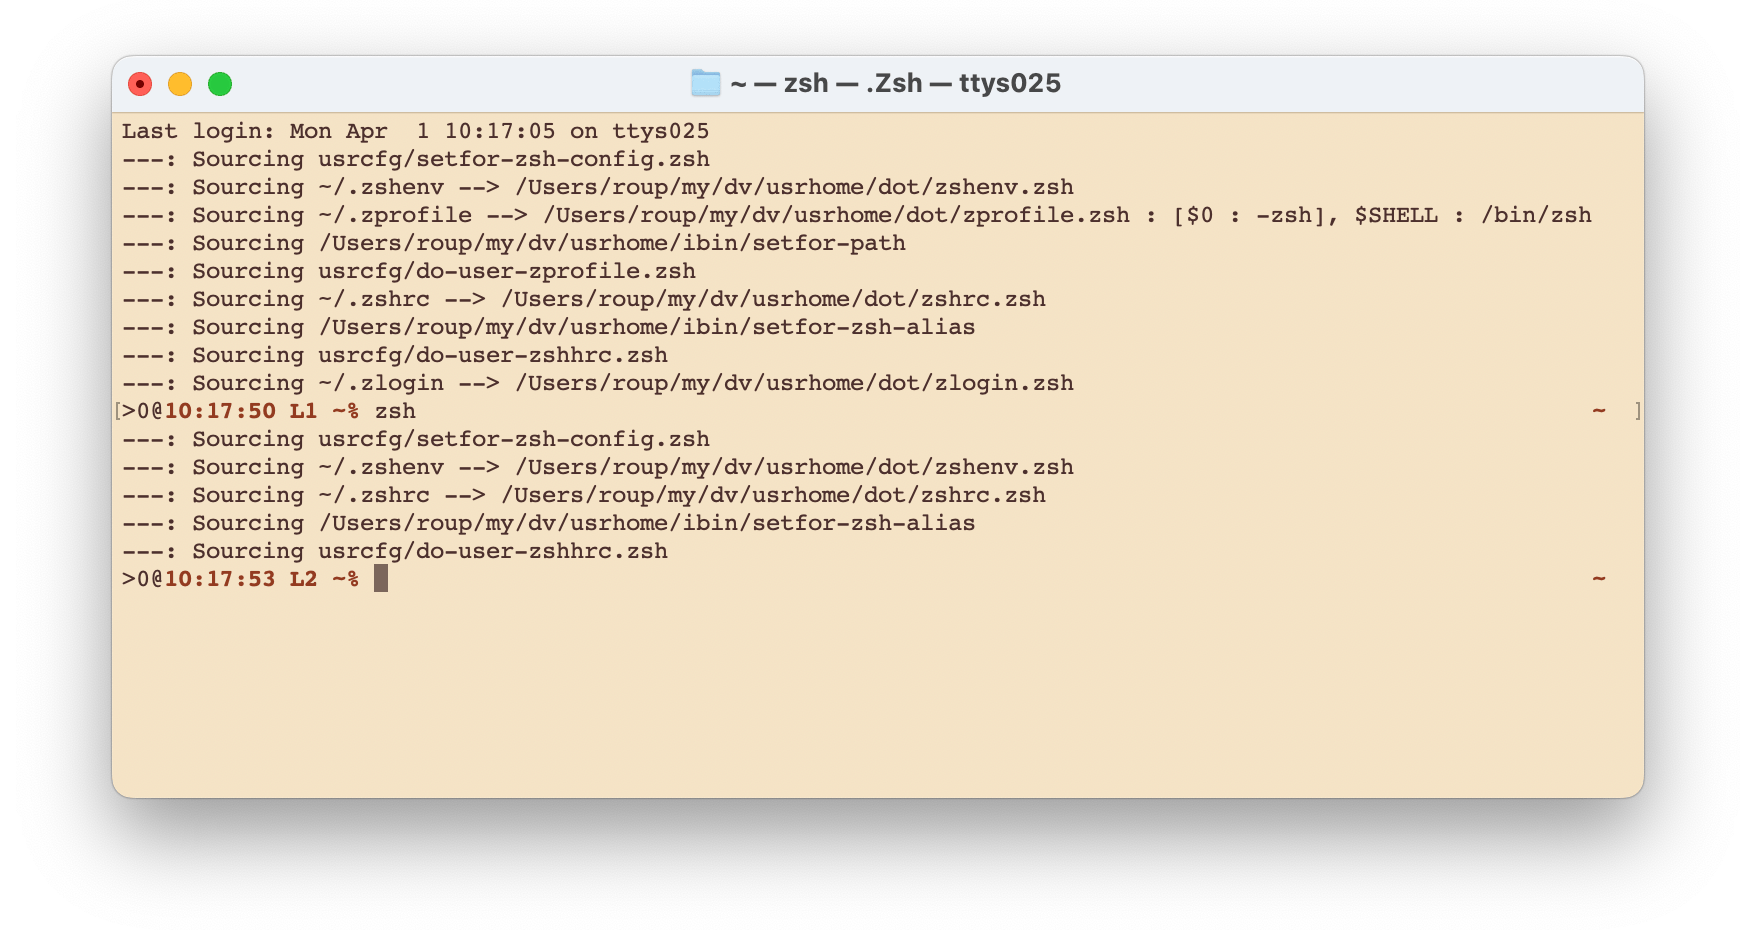 ~ — zsh — .Zsh — ttys025
Last login: Mon Apr  1 10:17:05 on ttys025
---: Sourcing usrcfg/setfor-zsh-config.zsh
---: Sourcing ~/.zshenv --> /Users/roup/my/dv/usrhome/dot/zshenv.zsh
---: Sourcing ~/.zprofile --> /Users/roup/my/dv/usrhome/dot/zprofile.zsh : [$0 : -zsh], $SHELL : /bin/zsh
---: Sourcing /Users/roup/my/dv/usrhome/ibin/setfor-path
---: Sourcing usrcfg/do-user-zprofile.zsh
---: Sourcing ~/.zshrc --> /Users/roup/my/dv/usrhome/dot/zshrc.zsh
---: Sourcing /Users/roup/my/dv/usrhome/ibin/setfor-zsh-alias
---: Sourcing usrcfg/do-user-zshhrc.zsh
---: Sourcing ~/.zlogin --> /Users/roup/my/dv/usrhome/dot/zlogin.zsh
[>0@10:17:50 L1 ~% zsh ~ ]
---: Sourcing usrcfg/setfor-zsh-config.zsh
---: Sourcing ~/.zshenv --> /Users/roup/my/dv/usrhome/dot/zshenv.zsh
---: Sourcing ~/.zshrc --> /Users/roup/my/dv/usrhome/dot/zshrc.zsh
---: Sourcing /Users/roup/my/dv/usrhome/ibin/setfor-zsh-alias
---: Sourcing usrcfg/do-user-zshhrc.zsh
>0@10:17:53 L2 ~% ~